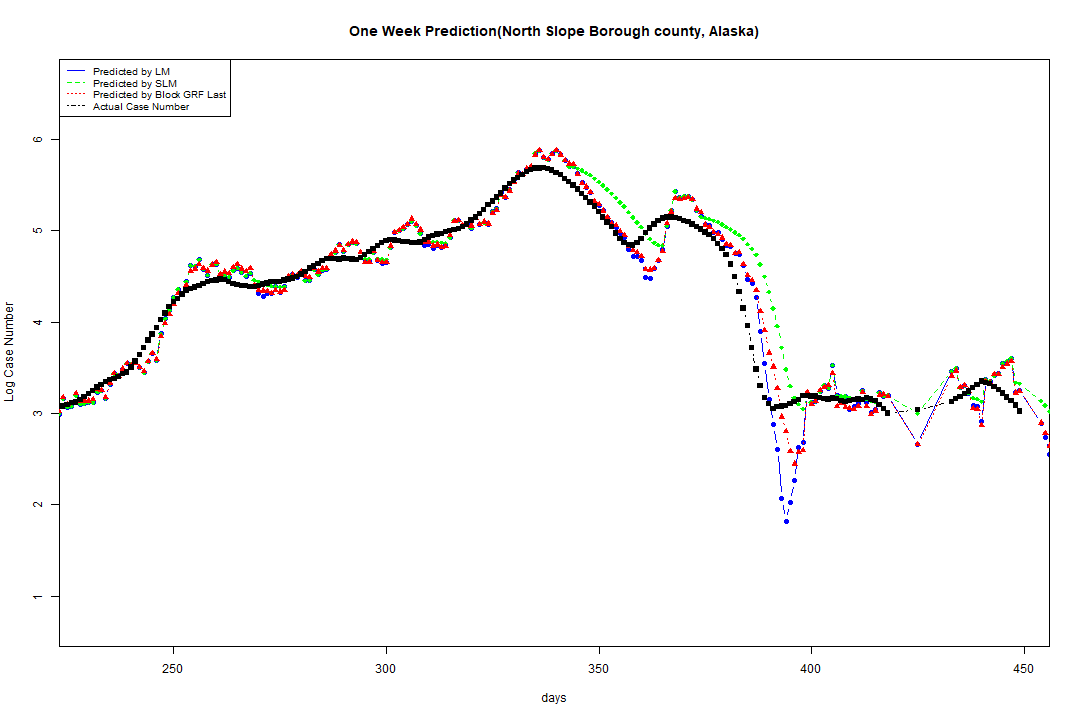 One Week Prediction(North Slope Borough county, Alaska)
Predicted by LM
Predicted by SLM
Predicted by Block GRF Last
Actual Case Number
6
5
4
3
2
1
Log Case Number
250 300 350 400 450
days